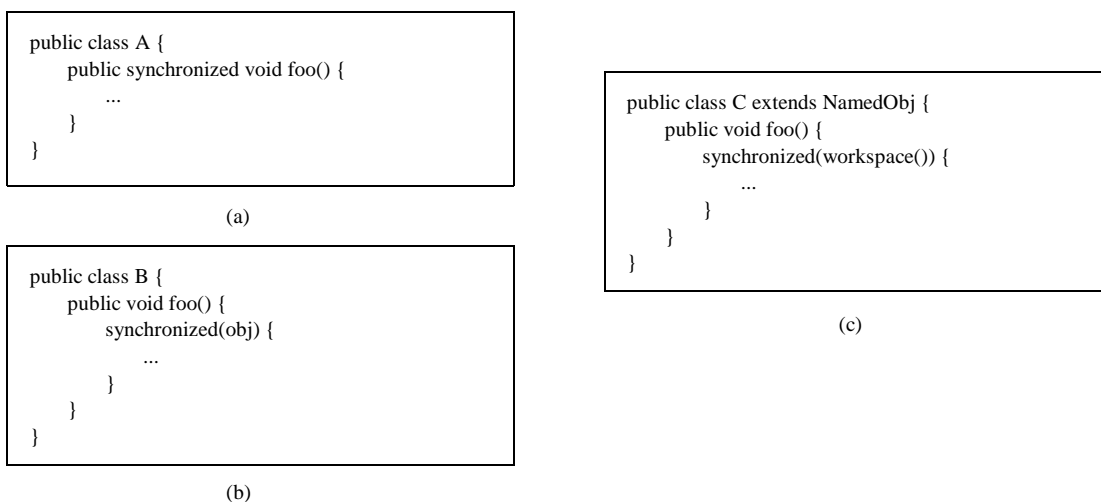 public class A {
public synchronized void foo() {
...
}
}
(a)
public class B {
public void foo() {
synchronized(obj) {
...
}
}
}
(b)
public class C extends NamedObj {
public void foo() {
synchronized(workspace()) {
...
}
}
}
(c)